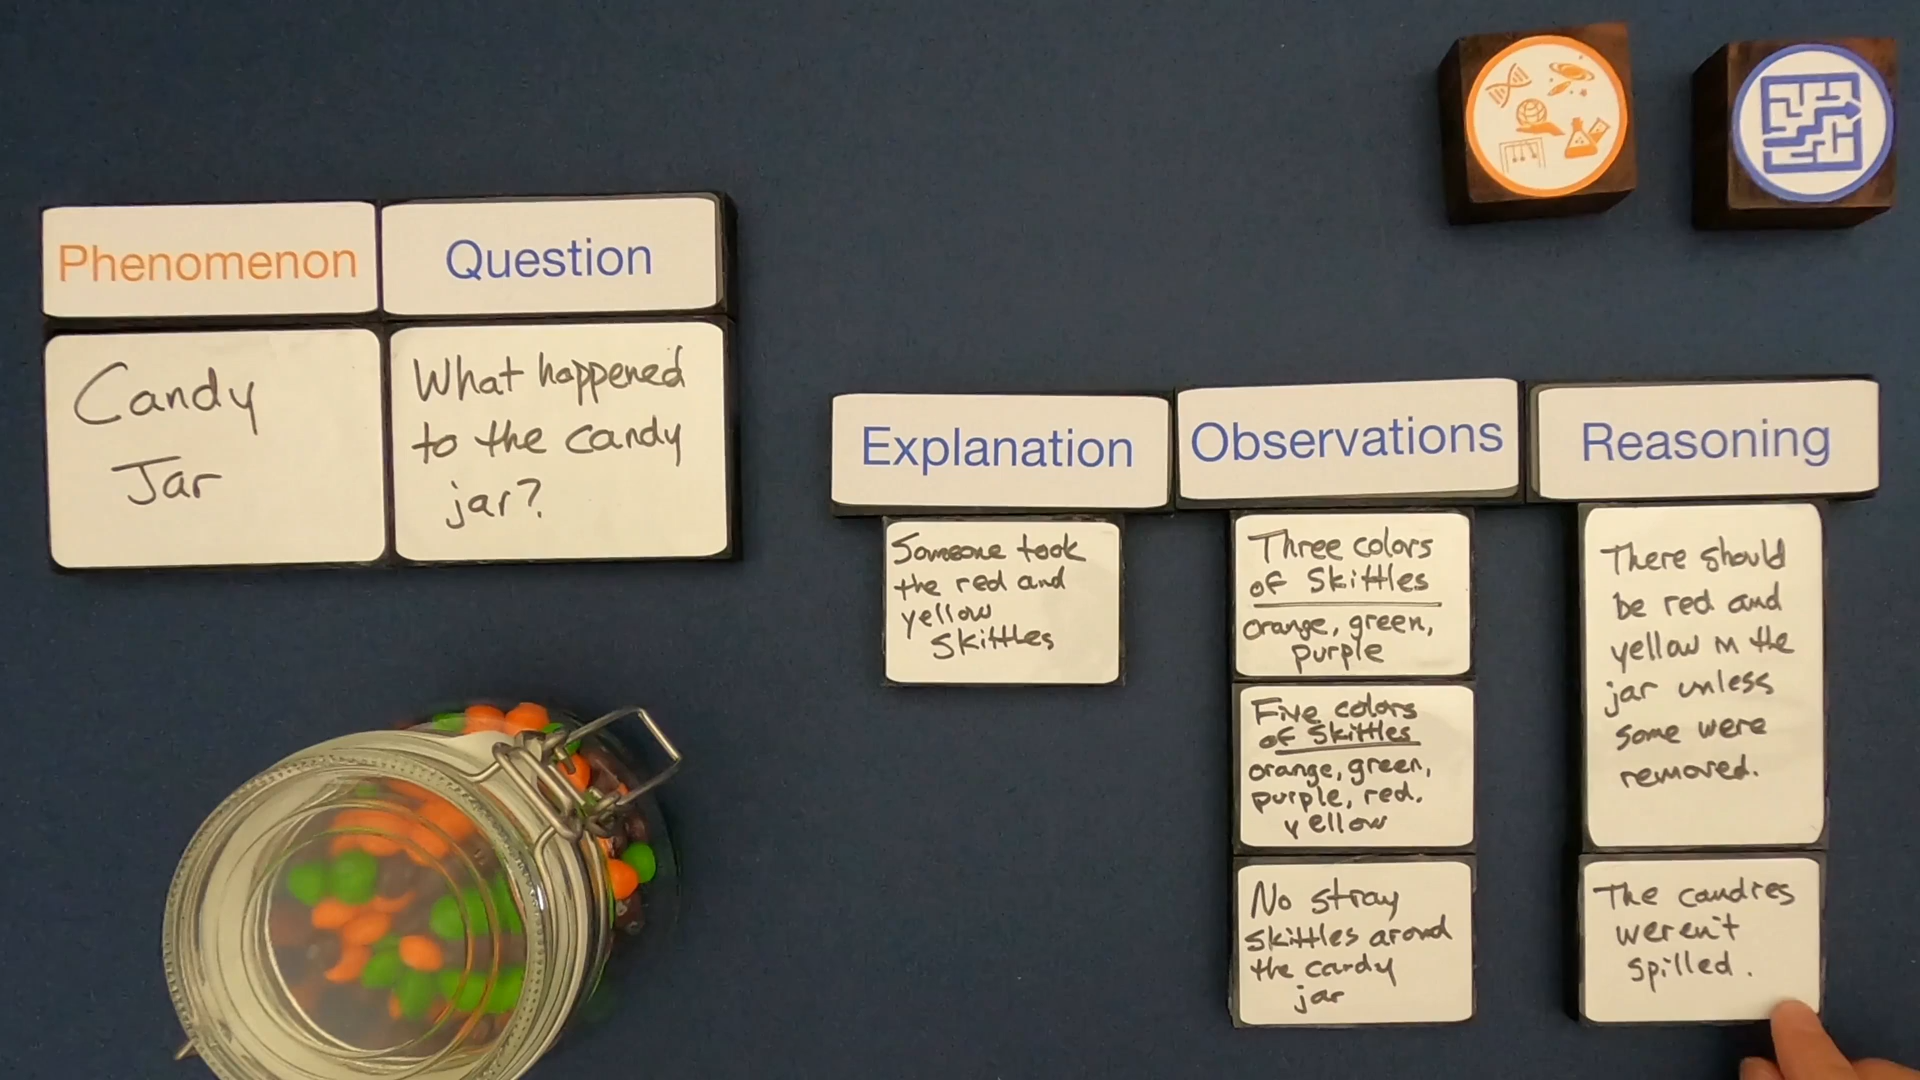 Phenomenon
Question
Candy
Jar
What happened
to the candy
jar?
Explanation
Observations
Reasoning
Someone took
the red and
yellow
Skittles
Three colors
of Skittles
orange, green,
purple
Five colors
of Skittles
orange, green,
purple, red,
yellow
No stray
skittles around
the candy
jar
There should
be red and
yellow in the
jar unless
some were
removed.
The candies
weren't
spilled.